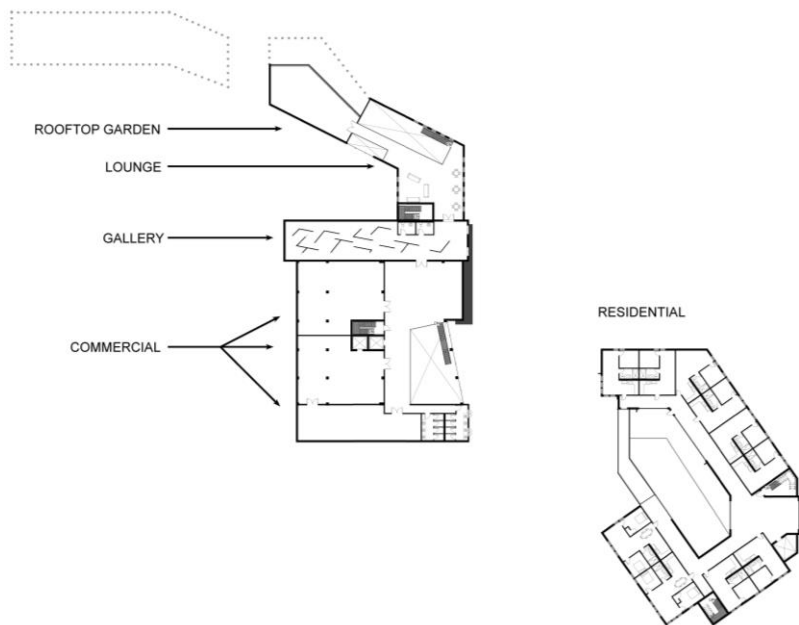 ROOFTOP GARDEN
LOUNGE
GALLERY
RESIDENTIAL
COMMERCIAL